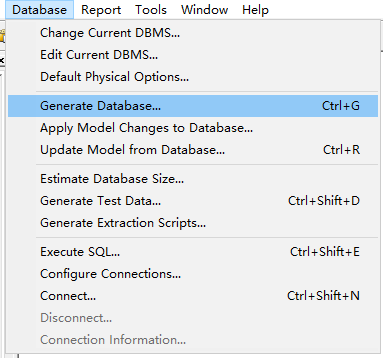 Database Report Tools Window Help
Change Current DBMS...
Edit Current DBMS...
Default Physical Options...
Generate Database... Ctrl+G
Apply Model Changes to Database...
Update Model from Database... Ctrl+R
Estimate Database Size...
Generate Test Data... Ctrl+Shift+D
Generate Extraction Scripts...
Execute SQL... Ctrl+Shift+E
Configure Connections...
Connect... Ctrl+Shift+N
Disconnect...
Connection Information...